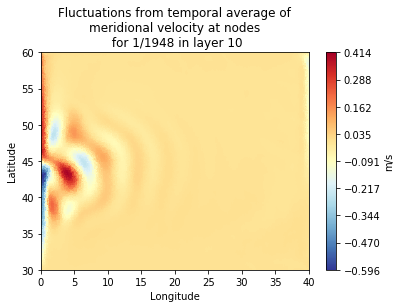 Fluctuations from temporal average of
meridional velocity at nodes
for 1/1948 in layer 10
60
55
50
45
40
35
30
Latitude
0 5 10 15 20 25 30 35 40
Longitude
0.414
0.288
0.162
0.035
−0.091
−0.217
−0.344
−0.470
−0.596
m/s